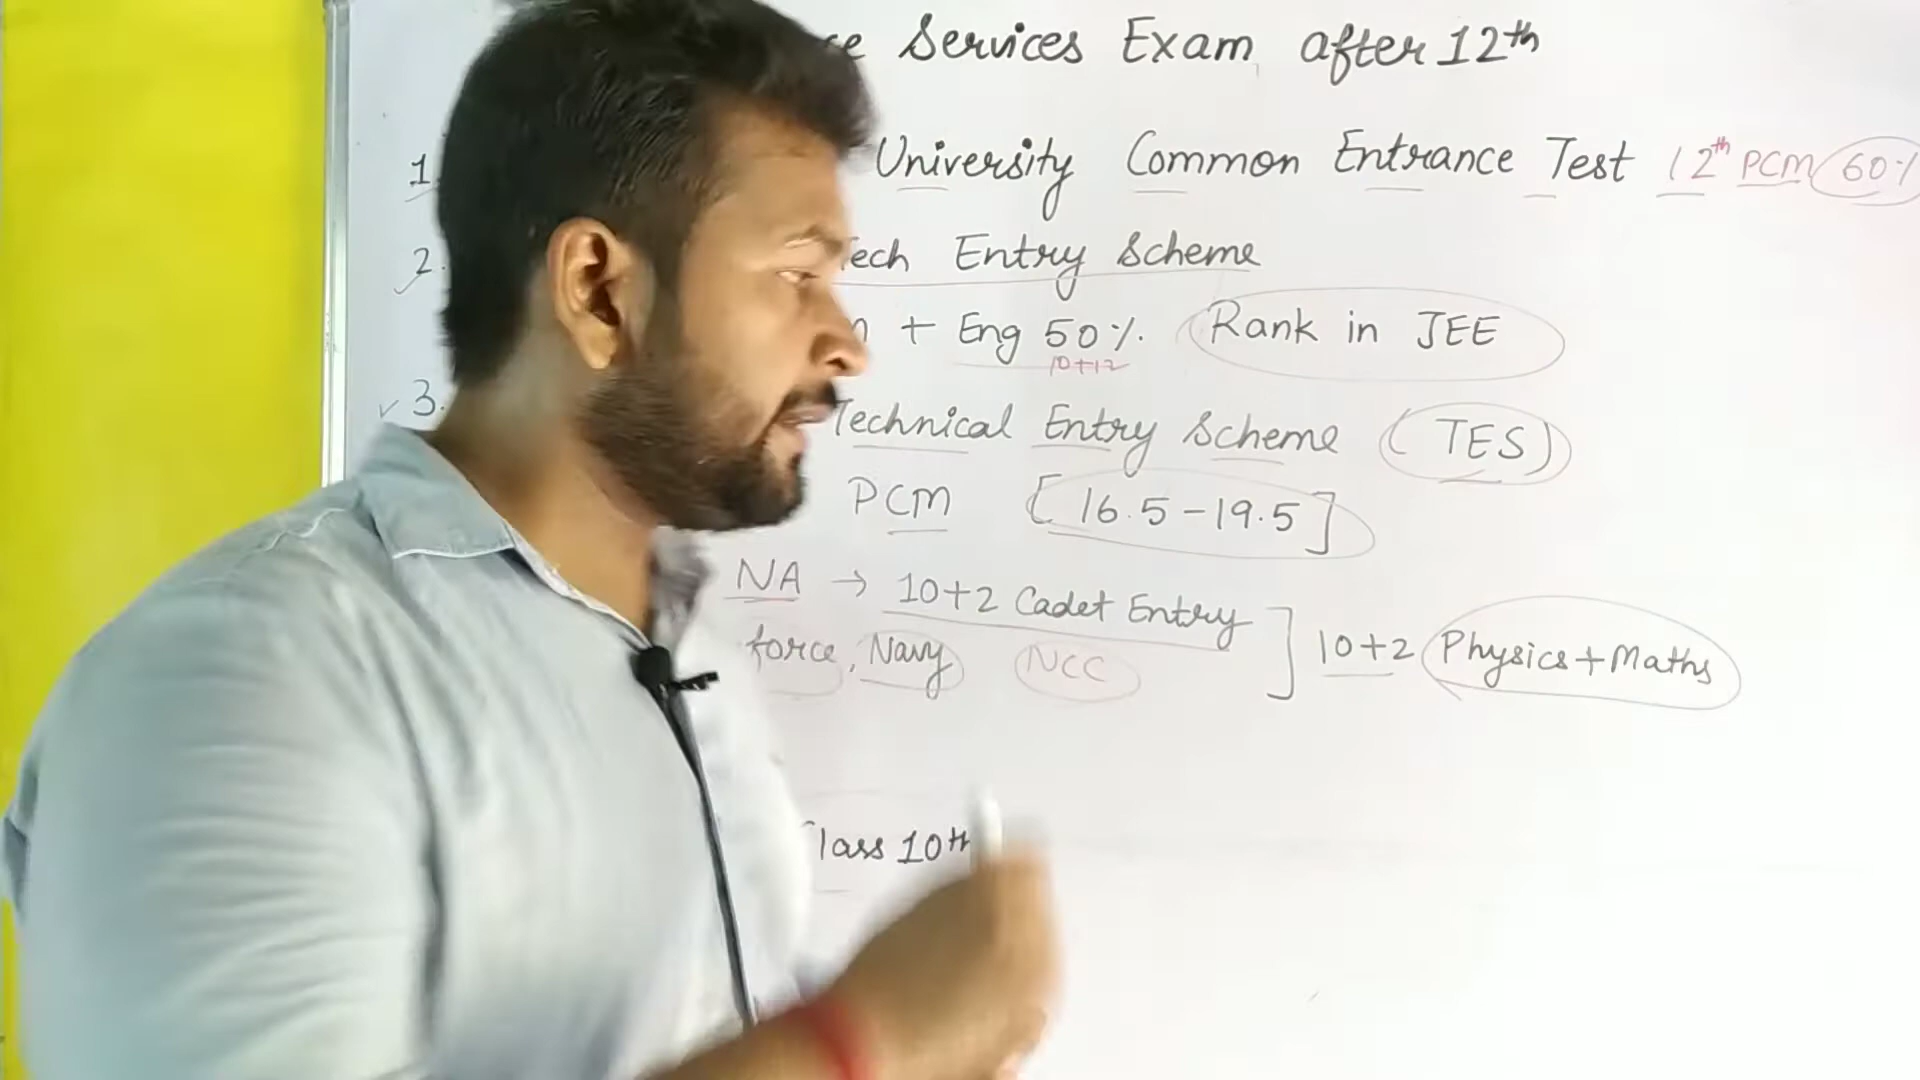 Services Exam after 12th
1. University Common Entrance Test 12th PCM 60%
2. Tech Entry Scheme
+ Eng 50%. Rank in JEE
10+12
3. Technical Entry Scheme (TES)
PCM [16.5-19.5]
NA → 10+2 Cadet Entry
force, Navy NCC ] 10+2 Physics+Maths
Class 10th